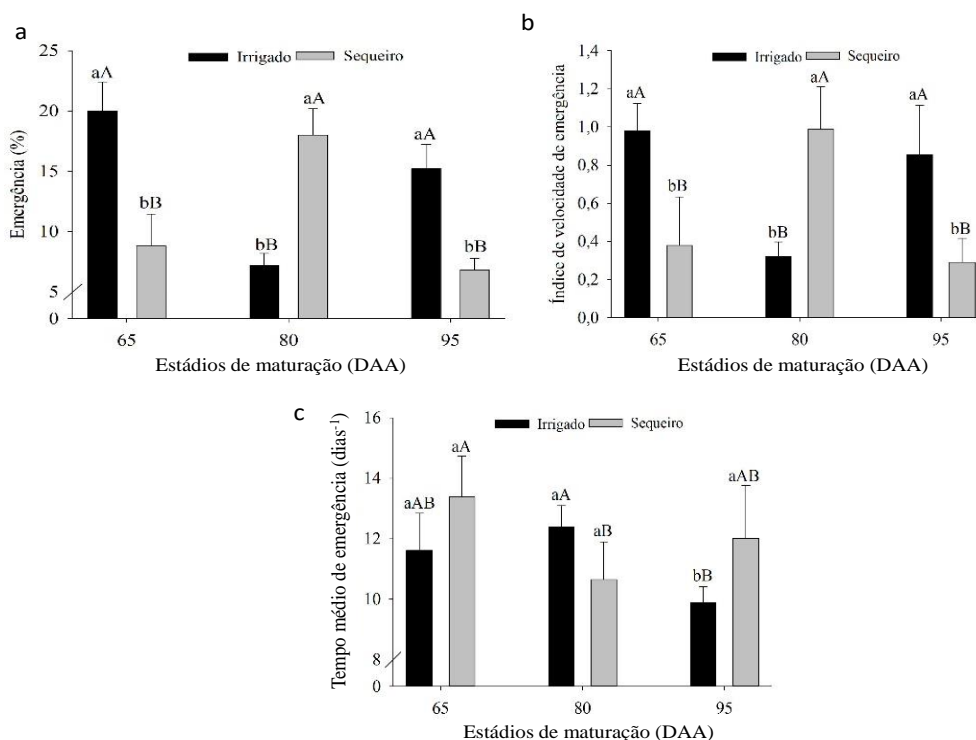 a
Irrigado Sequeiro
25
20
15
10
5
0
Emergência (%)
aA
bB
bB
aA
aA
bB
65 80 95
Estádios de maturação (DAA)
b
Irrigado Sequeiro
1,4
1,2
1,0
0,8
0,6
0,4
0,2
0,0
Índice de velocidade de emergência
aA
bB
bB
aA
aA
bB
65 80 95
Estádios de maturação (DAA)
c
Irrigado Sequeiro
16
14
12
10
8
0
Tempo médio de emergência (dias⁻¹)
aAB
aA
aA
aB
bB
aAB
65 80 95
Estádios de maturação (DAA)